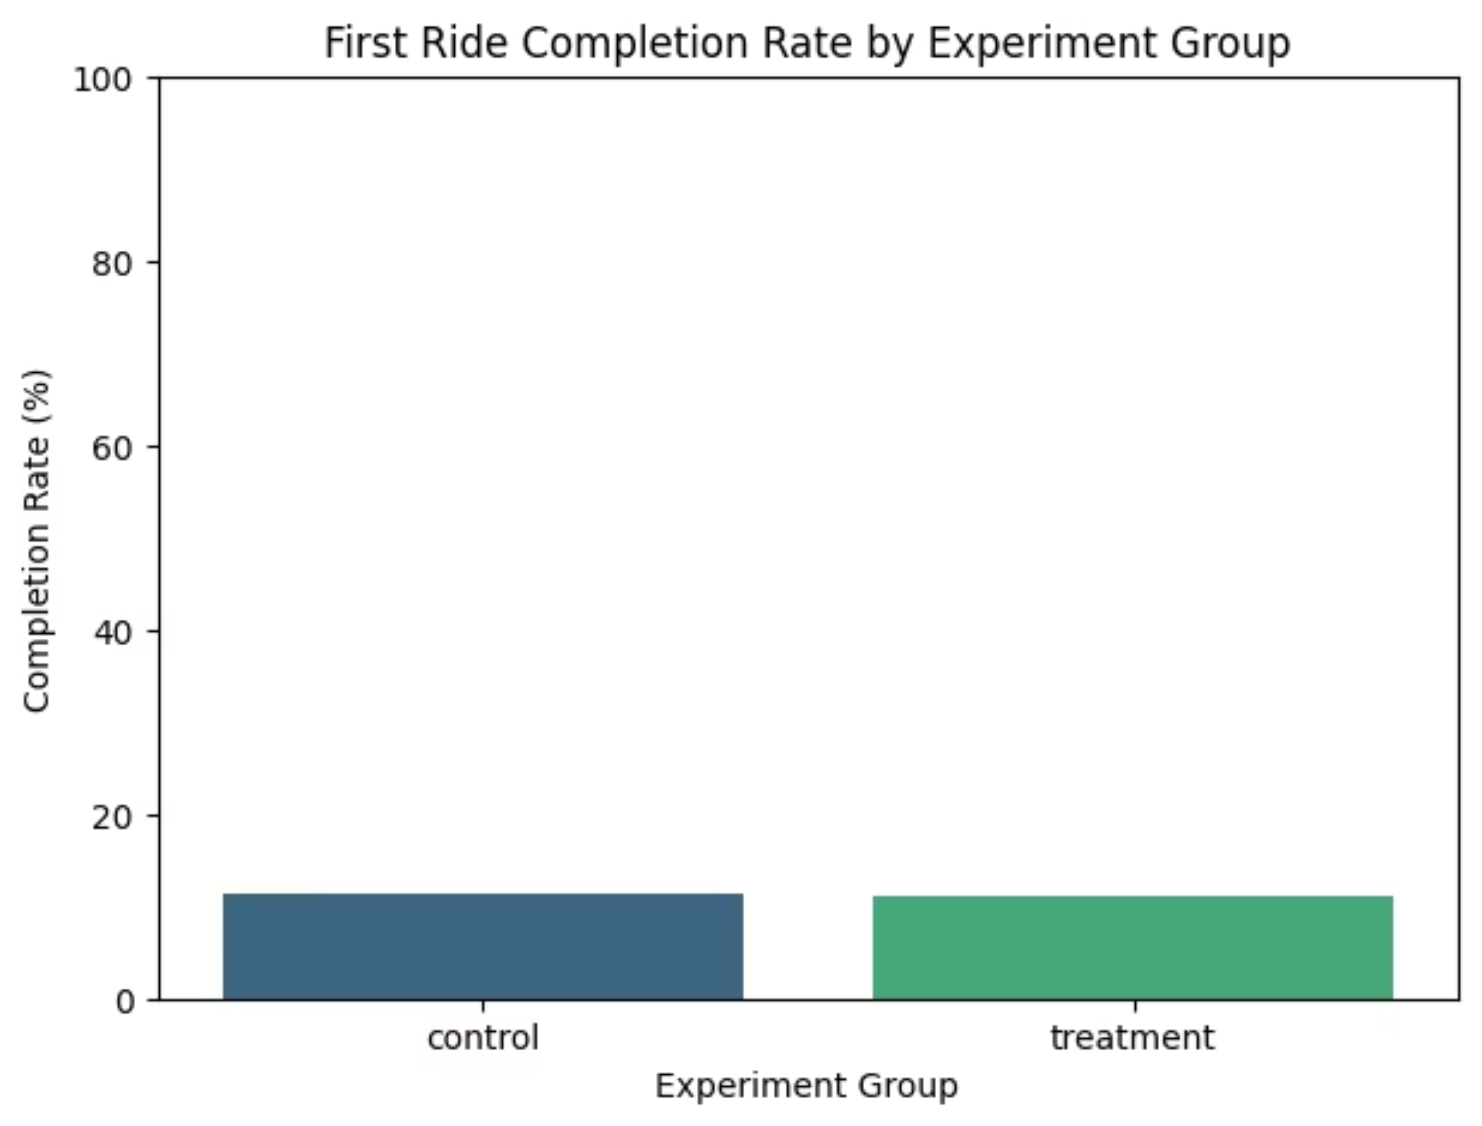 First Ride Completion Rate by Experiment Group
100
80
60
40
20
0
Completion Rate (%)
control
treatment
Experiment Group